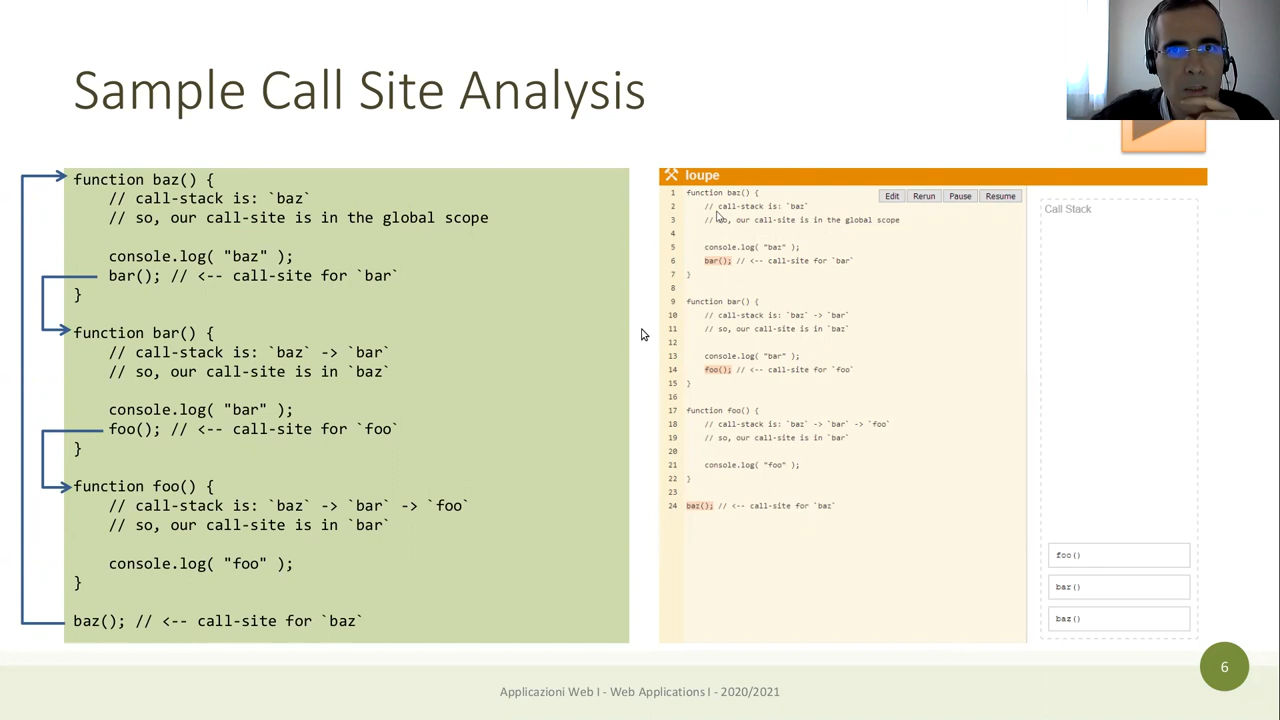 Sample Call Site Analysis
function baz() {
// call-stack is: `baz`
// so, our call-site is in the global scope
console.log( "baz" );
bar(); // <-- call-site for `bar`
}
function bar() {
// call-stack is: `baz` -> `bar`
// so, our call-site is in `baz`
console.log( "bar" );
foo(); // <-- call-site for `foo`
}
function foo() {
// call-stack is: `baz` -> `bar` -> `foo`
// so, our call-site is in `bar`
console.log( "foo" );
}
baz(); // <-- call-site for `baz`
loupe
Edit Rerun Pause Resume
1 function baz() {
2 // call-stack is: `baz`
3 // so, our call-site is in the global scope
4
5 console.log( "baz" );
6 bar(); // <-- call-site for `bar`
7 }
8
9 function bar() {
10 // call-stack is: `baz` -> `bar`
11 // so, our call-site is in `baz`
12
13 console.log( "bar" );
14 foo(); // <-- call-site for `foo`
15 }
16
17 function foo() {
18 // call-stack is: `baz` -> `bar` -> `foo`
19 // so, our call-site is in `bar`
20
21 console.log( "foo" );
22 }
23
24 baz(); // <-- call-site for `baz`
Call Stack
foo()
bar()
baz()
Applicazioni Web I - Web Applications I - 2020/2021
6